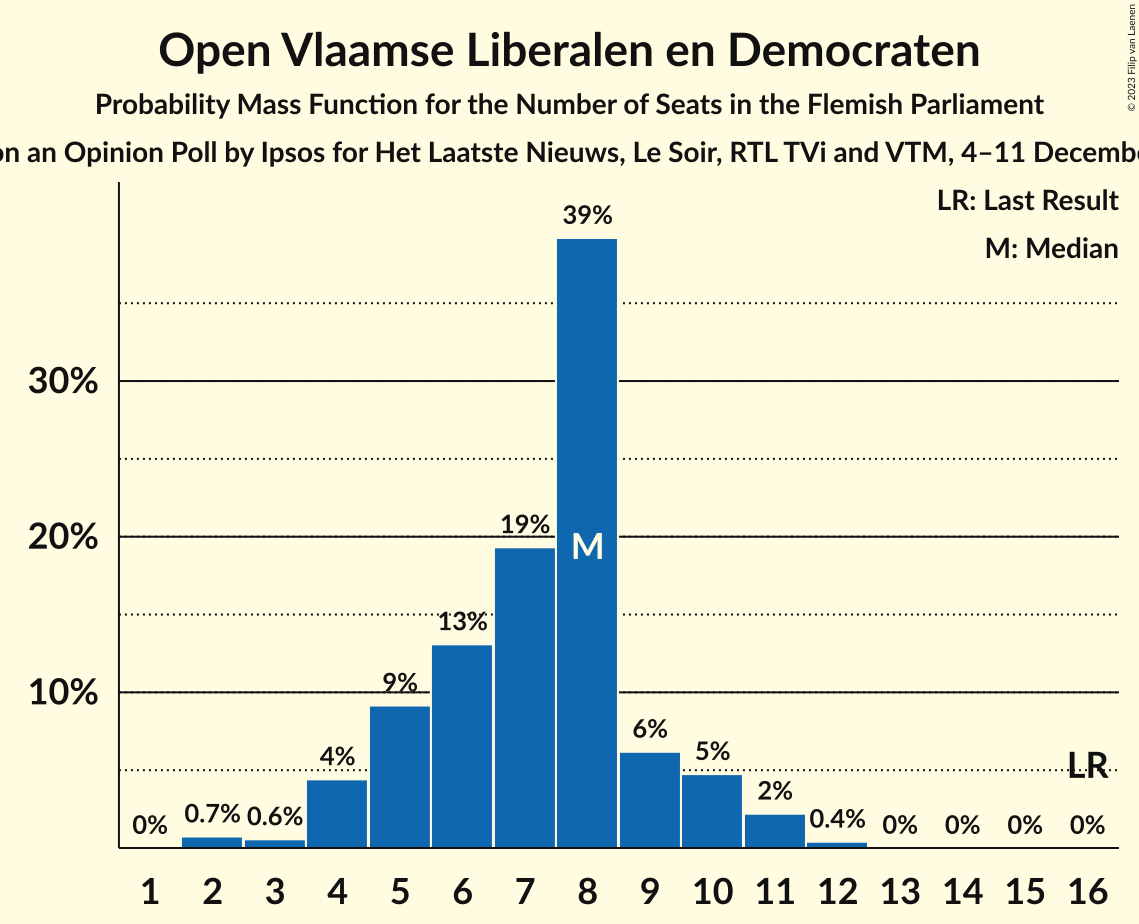 Open Vlaamse Liberalen en Democraten
Probability Mass Function for the Number of Seats in the Flemish Parliament
on an Opinion Poll by Ipsos for Het Laatste Nieuws, Le Soir, RTL TVi and VTM, 4–11 Decembe
© 2023 Filip van Laenen
LR: Last Result
M: Median
39%
30%
20%
19%
M
13%
10%
9%
6%
5%
4%
2%
LR
0% 0.7% 0.6% 0.4% 0% 0% 0% 0%
1 2 3 4 5 6 7 8 9 10 11 12 13 14 15 16